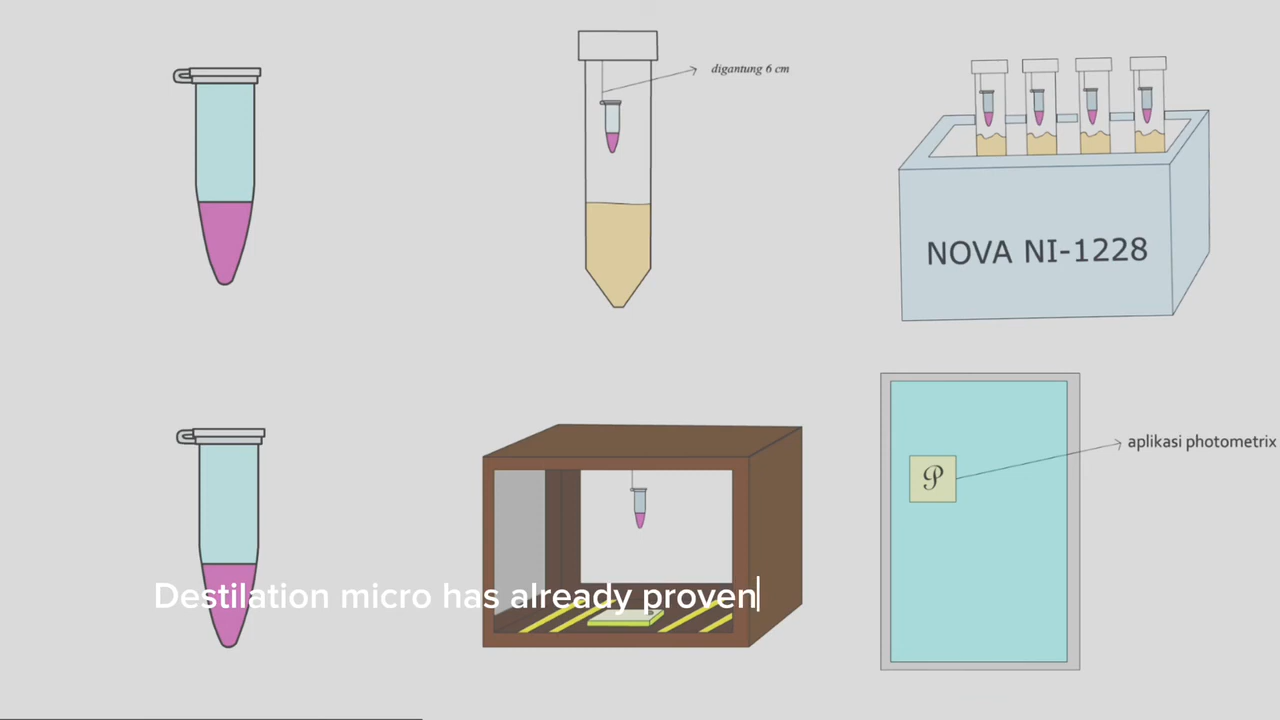 digantung 6 cm
NOVA NI-1228
P
aplikasi photometrix
Destilation micro has already proven